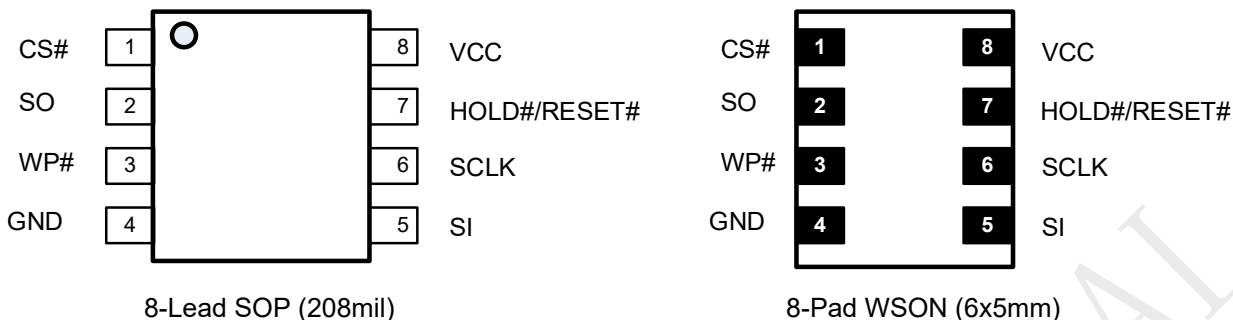 CS# 1 8 VCC
SO 2 7 HOLD#/RESET#
WP# 3 6 SCLK
GND 4 5 SI
8-Lead SOP (208mil)
CS# 1 8 VCC
SO 2 7 HOLD#/RESET#
WP# 3 6 SCLK
GND 4 5 SI
8-Pad WSON (6x5mm)
AI